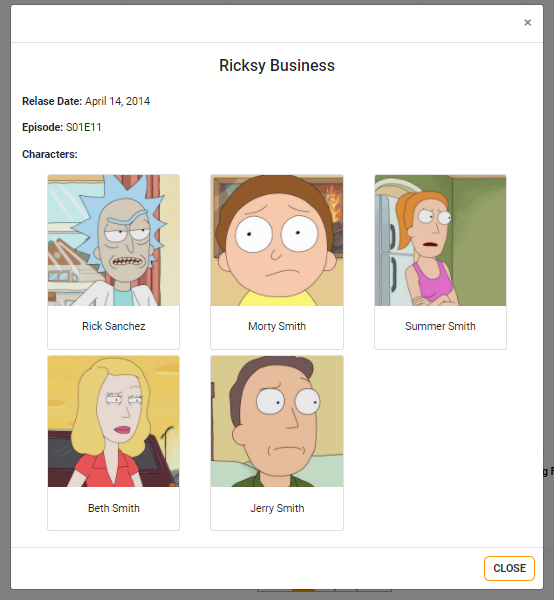 ×
Ricksy Business
Relase Date: April 14, 2014
Episode: S01E11
Characters:
Rick Sanchez
Morty Smith
Summer Smith
Beth Smith
Jerry Smith
CLOSE